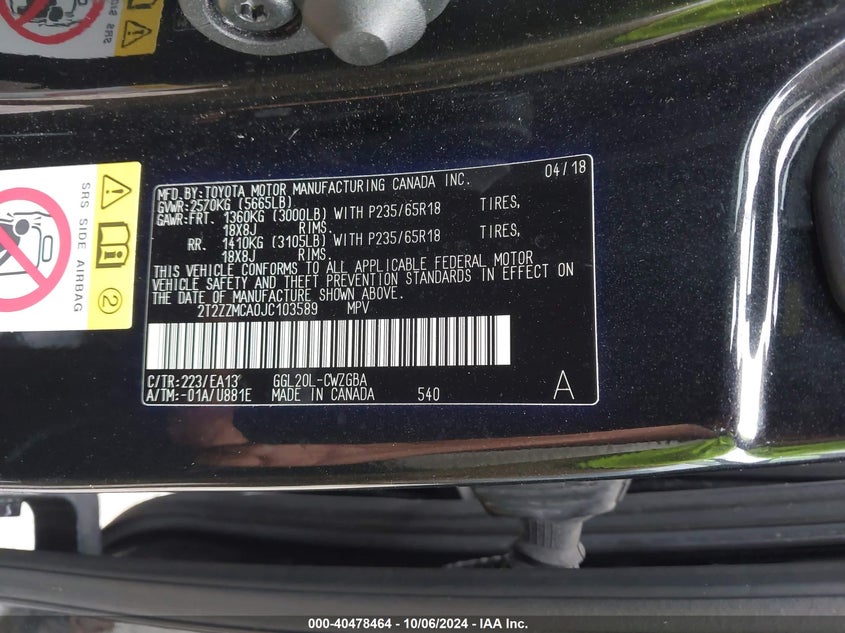 SRS S
MFD.BY:TOYOTA MOTOR MANUFACTURING CANADA INC. 04/18
GVWR:2570KG (5665LB)
GAWR:FRT. 1360KG (3000LB) WITH P235/65R18 TIRES,
18X8J RIMS.
RR. 1410KG (3105LB) WITH P235/65R18 TIRES,
18X8J RIMS.
THIS VEHICLE CONFORMS TO ALL APPLICABLE FEDERAL MOTOR
VEHICLE SAFETY AND THEFT PREVENTION STANDARDS IN EFFECT ON
THE DATE OF MANUFACTURE SHOWN ABOVE.
2T2ZZMCA0JC103589 MPV
C/TR:223/EA13 GGL20L-CWZGBA A
A/TM:-01A/U881E MADE IN CANADA 540
SRS SIDE AIRBAG
2
000-40478464 - 10/06/2024 - IAA Inc.